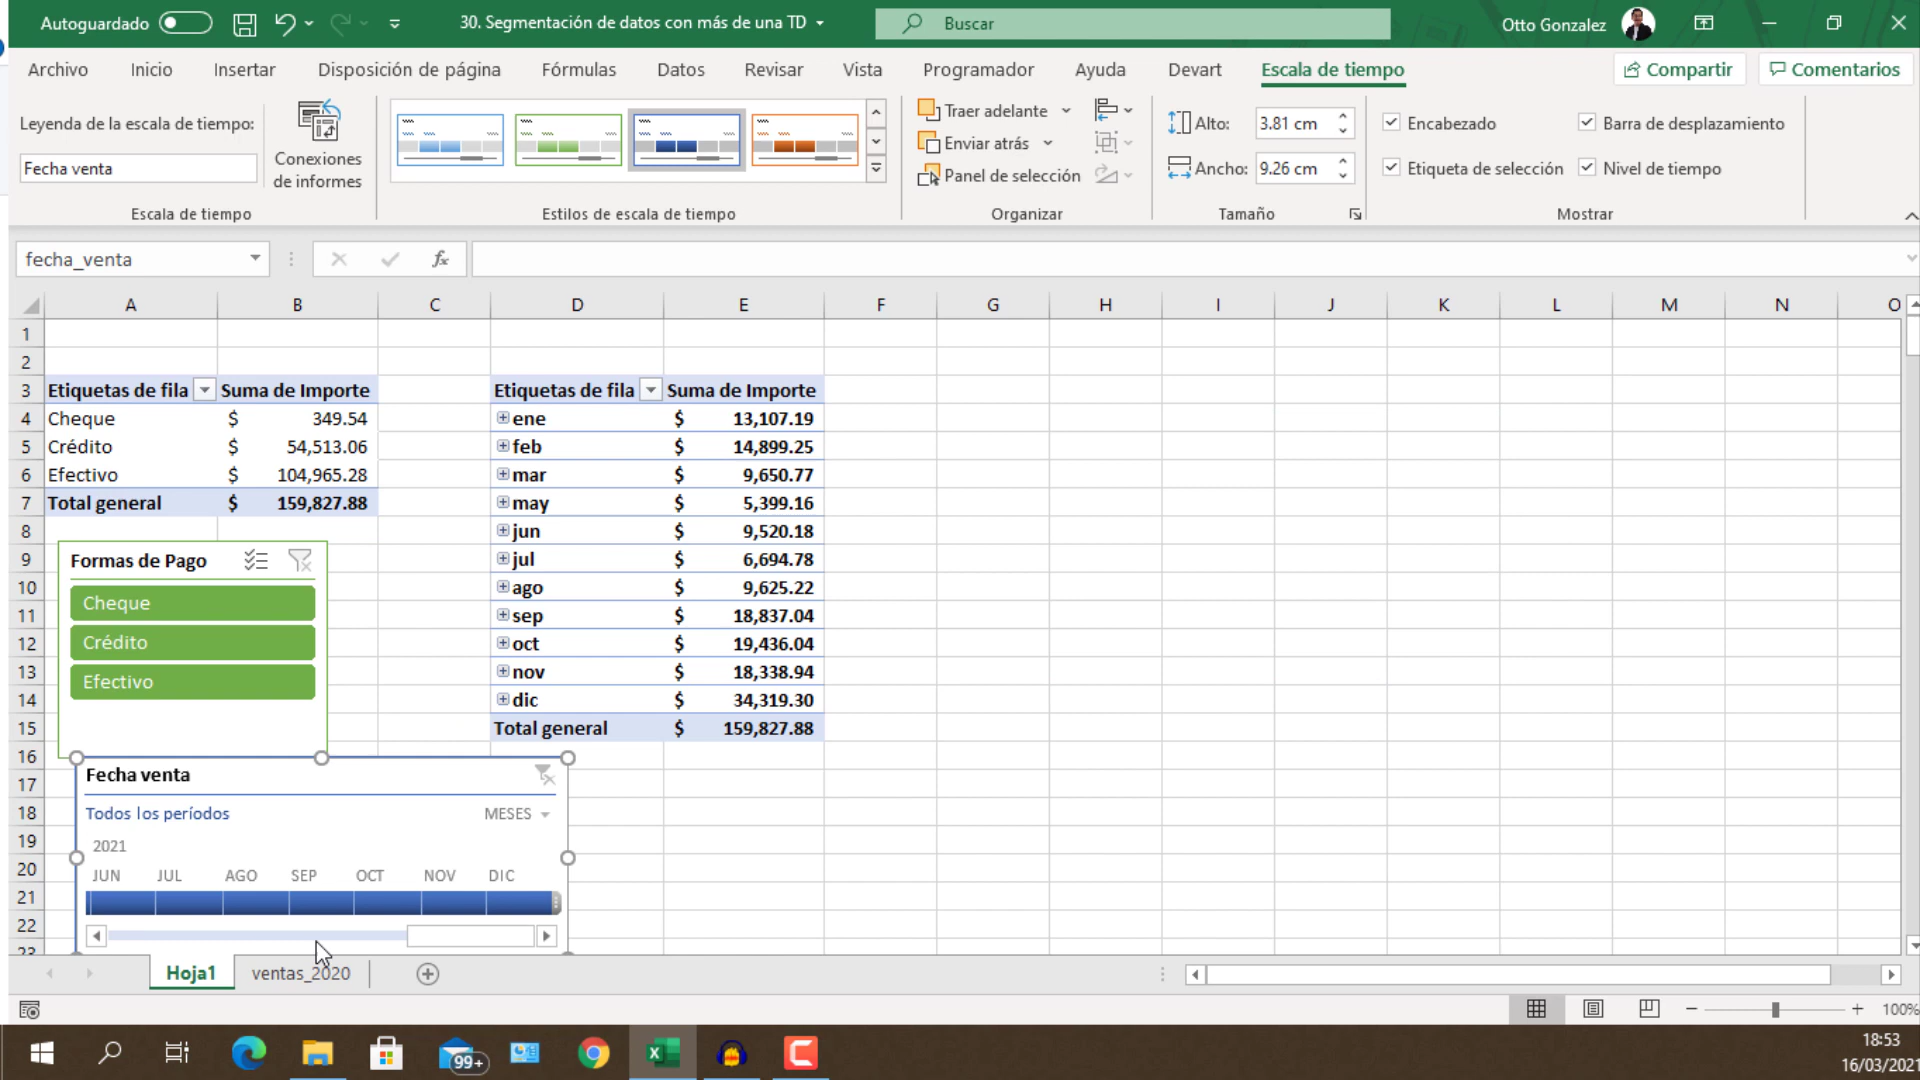 Autoguardado
30. Segmentación de datos con más de una TD
Buscar
Otto Gonzalez
Archivo Inicio Insertar Disposición de página Fórmulas Datos Revisar Vista Programador Ayuda Devart Escala de tiempo Compartir Comentarios
Leyenda de la escala de tiempo:
Fecha venta
Conexiones
de informes
Escala de tiempo
Estilos de escala de tiempo
Traer adelante
Enviar atrás
Panel de selección
Organizar
Alto: 3.81 cm
Ancho: 9.26 cm
Tamaño
Encabezado Barra de desplazamiento
Etiqueta de selección Nivel de tiempo
Mostrar
fecha_venta fx
A B C D E F G H I J K L M N O
1
2
3 Etiquetas de fila Suma de Importe Etiquetas de fila Suma de Importe
4 Cheque $ 349.54 ene $ 13,107.19
5 Crédito $ 54,513.06 feb $ 14,899.25
6 Efectivo $ 104,965.28 mar $ 9,650.77
7 Total general $ 159,827.88 may $ 5,399.16
8 jun $ 9,520.18
9 Formas de Pago jul $ 6,694.78
10 Cheque ago $ 9,625.22
11 sep $ 18,837.04
12 Crédito oct $ 19,436.04
13 Efectivo nov $ 18,338.94
14 dic $ 34,319.30
15 Total general $ 159,827.88
16
17 Fecha venta
18 Todos los períodos MESES
19 2021
20 JUN JUL AGO SEP OCT NOV DIC
21
22
23
Hoja1 ventas_2020
100%
99+
18:53
16/03/2021